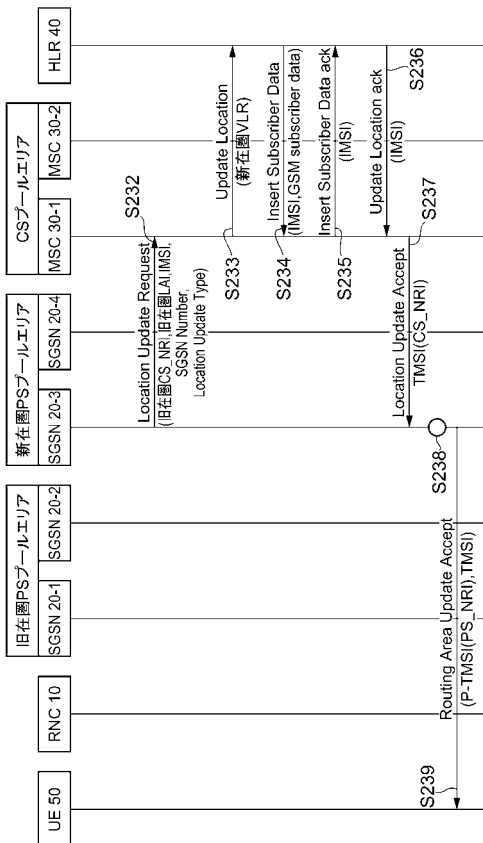 UE 50
RNC 10
旧在圏PSプールエリア
SGSN 20-1
SGSN 20-2
新在圏PSプールエリア
SGSN 20-3
SGSN 20-4
CSプールエリア
MSC 30-1
MSC 30-2
HLR 40
Location Update Request
(旧在圏CS_NRI,旧在圏LAI,IMSI,
SGSN Number,
Location Update Type)
S232
Update Location
(新在圏VLR)
S233
Insert Subscriber Data
(IMSI,GSM subscriber data)
S234
Insert Subscriber Data ack
(IMSI)
S235
Update Location ack
(IMSI)
S236
Location Update Accept
TMSI(CS_NRI)
S237
S238
Routing Area Update Accept
(P-TMSI(PS_NRI),TMSI)
S239